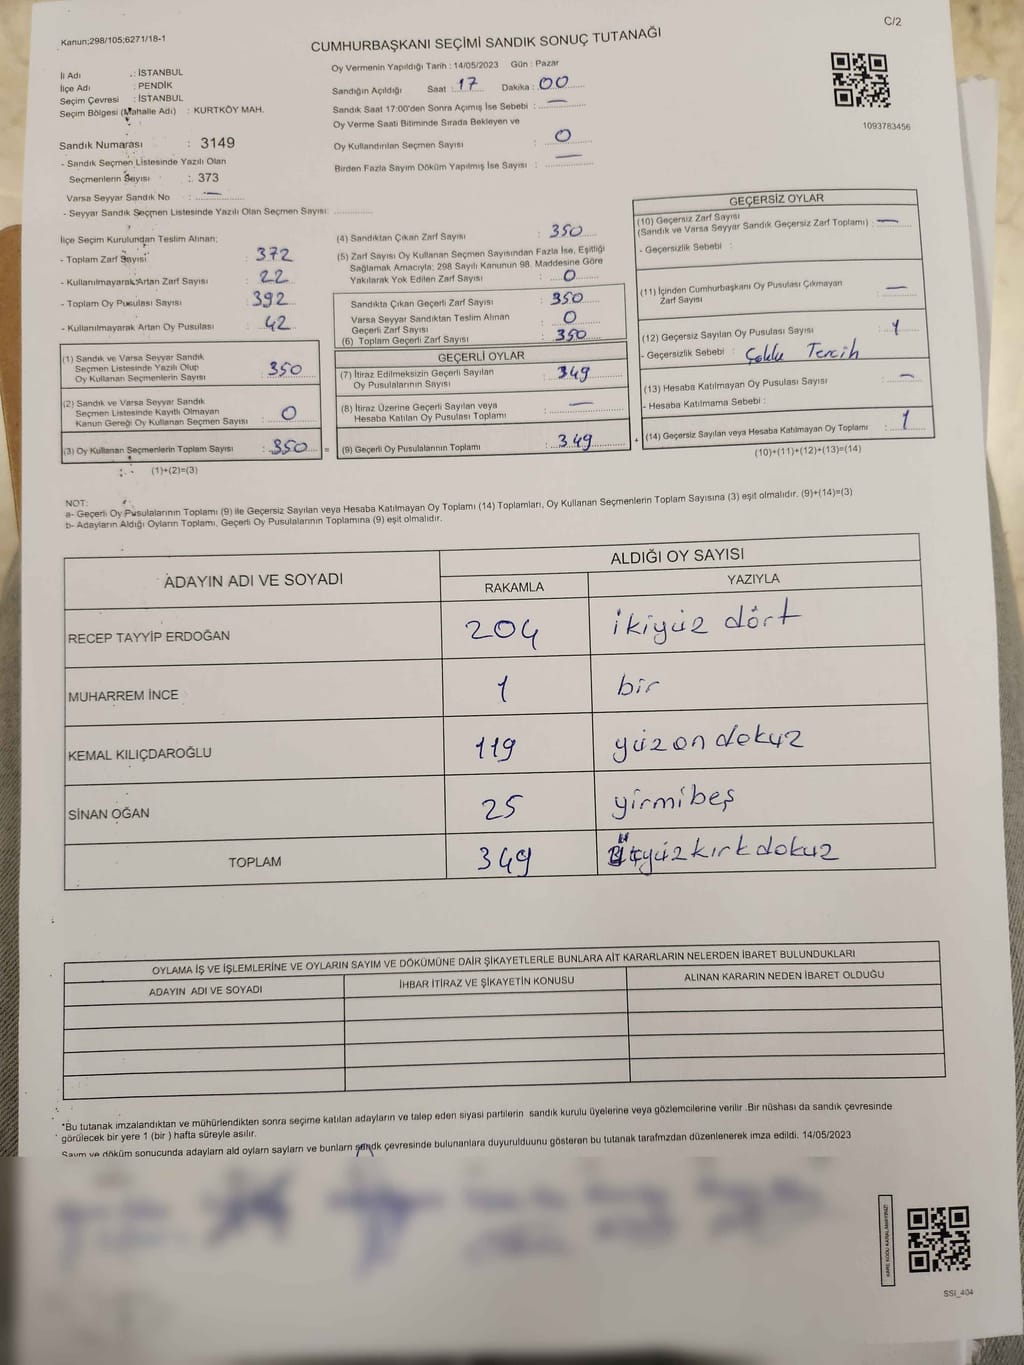 C/2
Kanun;298/105;6271/18-1
CUMHURBAŞKANI SEÇİMİ SANDIK SONUÇ TUTANAĞI
İl Adı : İSTANBUL
İlçe Adı : PENDİK
Seçim Çevresi : İSTANBUL
Seçim Bölgesi (Mahalle Adı) : KURTKÖY MAH.
Sandık Numarası : 3149
- Sandık Seçmen Listesinde Yazılı Olan
Seçmenlerin Sayısı : 373
Varsa Seyyar Sandık No : —
- Seyyar Sandık Seçmen Listesinde Yazılı Olan Seçmen Sayısı:
Oy Vermenin Yapıldığı Tarih : 14/05/2023 Gün : Pazar
Sandığın Açıldığı Saat : 17 Dakika : 00
Sandık Saat 17:00'den Sonra Açımış İse Sebebi : —
Oy Verme Saati Bitiminde Sırada Bekleyen ve
Oy Kullandırılan Seçmen Sayısı : 0
Birden Fazla Sayım Döküm Yapılmış İse Sayısı : —
1093783456
İlçe Seçim Kurulundan Teslim Alınan;
- Toplam Zarf Sayısı : 372
- Kullanılmayarak Artan Zarf Sayısı : 22
- Toplam Oy Pusulası Sayısı : 392
- Kullanılmayarak Artan Oy Pusulası : 42
(1) Sandık ve Varsa Seyyar Sandık
Seçmen Listesinde Yazılı Olup
Oy Kullanan Seçmenlerin Sayısı : 350
(2) Sandık ve Varsa Seyyar Sandık
Seçmen Listesinde Kayıtlı Olmayan
Kanun Gereği Oy Kullanan Seçmen Sayısı : 0
(3) Oy Kullanan Seçmenlerin Toplam Sayısı : 350 =
(1)+(2)=(3)
(4) Sandıktan Çıkan Zarf Sayısı : 350
(5) Zarf Sayısı Oy Kullanan Seçmen Sayısından Fazla İse, Eşitliği
Sağlamak Amacıyla; 298 Sayılı Kanunun 98. Maddesine Göre
Yakılarak Yok Edilen Zarf Sayısı : 0
Sandıkta Çıkan Geçerli Zarf Sayısı : 350
Varsa Seyyar Sandıktan Teslim Alınan
Geçerli Zarf Sayısı : 0
(6) Toplam Geçerli Zarf Sayısı : 350
GEÇERLİ OYLAR
(7) İtiraz Edilmeksizin Geçerli Sayılan
Oy Pusulalarının Sayısı : 349
(8) İtiraz Üzerine Geçerli Sayılan veya
Hesaba Katılan Oy Pusulası Toplamı : —
(9) Geçerli Oy Pusulalarının Toplamı : 349 +
GEÇERSİZ OYLAR
(10) Geçersiz Zarf Sayısı
(Sandık ve Varsa Seyyar Sandık Geçersiz Zarf Toplamı) : —
- Geçersizlik Sebebi :
(11) İçinden Cumhurbaşkanı Oy Pusulası Çıkmayan
Zarf Sayısı : —
(12) Geçersiz Sayılan Oy Pusulası Sayısı : 1
- Geçersizlik Sebebi : Çoklu Tercih
(13) Hesaba Katılmayan Oy Pusulası Sayısı : —
- Hesaba Katılmama Sebebi :
(14) Geçersiz Sayılan veya Hesaba Katılmayan Oy Toplamı : 1
(10)+(11)+(12)+(13)=(14)
NOT:
a- Geçerli Oy Pusulalarının Toplamı (9) ile Geçersiz Sayılan veya Hesaba Katılmayan Oy Toplamı (14) Toplamları, Oy Kullanan Seçmenlerin Toplam Sayısına (3) eşit olmalıdır. (9)+(14)=(3)
b- Adayların Aldığı Oyların Toplamı, Geçerli Oy Pusulalarının Toplamına (9) eşit olmalıdır.
ADAYIN ADI VE SOYADI
ALDIĞI OY SAYISI
RAKAMLA YAZIYLA
RECEP TAYYİP ERDOĞAN 204 ikiyüz dört
MUHARREM İNCE 1 bir
KEMAL KILIÇDAROĞLU 119 yüzondokuz
SİNAN OĞAN 25 yirmibeş
TOPLAM 349 Üçyüzkırkdokuz
OYLAMA İŞ VE İŞLEMLERİNE VE OYLARIN SAYIM VE DÖKÜMÜNE DAİR ŞİKAYETLERLE BUNLARA AİT KARARLARIN NELERDEN İBARET BULUNDUKLARI
ADAYIN ADI VE SOYADI İHBAR İTİRAZ VE ŞİKAYETİN KONUSU ALINAN KARARIN NEDEN İBARET OLDUĞU
*Bu tutanak imzalandıktan ve mühürlendikten sonra seçime katılan adayların ve talep eden siyasi partilerin sandık kurulu üyelerine veya gözlemcilerine verilir .Bir nüshası da sandık çevresinde
görülecek bir yere 1 (bir ) hafta süreyle asılır.
Sayım ve döküm sonucunda adayların ald oyların sayların ve bunların sandk çevresinde bulunanlara duyurulduunu gösteren bu tutanak tarafmzdan düzenlenerek imza edildi. 14/05/2023
SSI_404